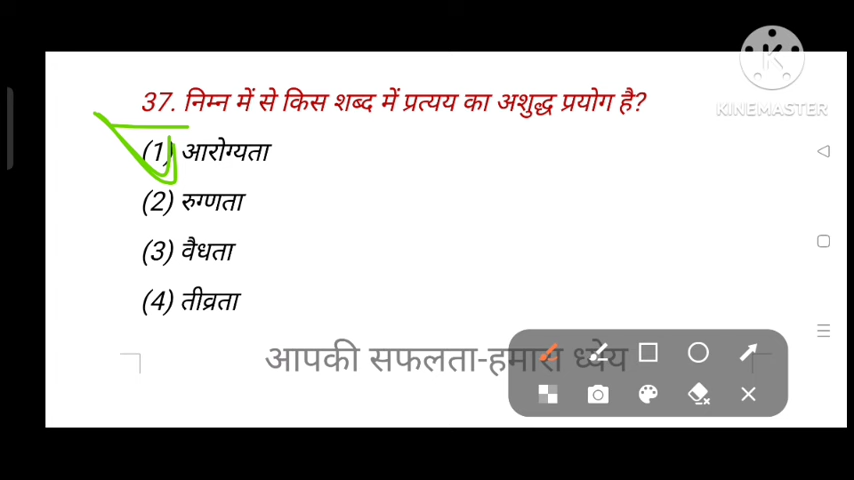 K
KINEMASTER
37. निम्न में से किस शब्द में प्रत्यय का अशुद्ध प्रयोग है?
(1) आरोग्यता
(2) रुग्णता
(3) वैधता
(4) तीव्रता
आपकी सफलता-हमारा ध्येय